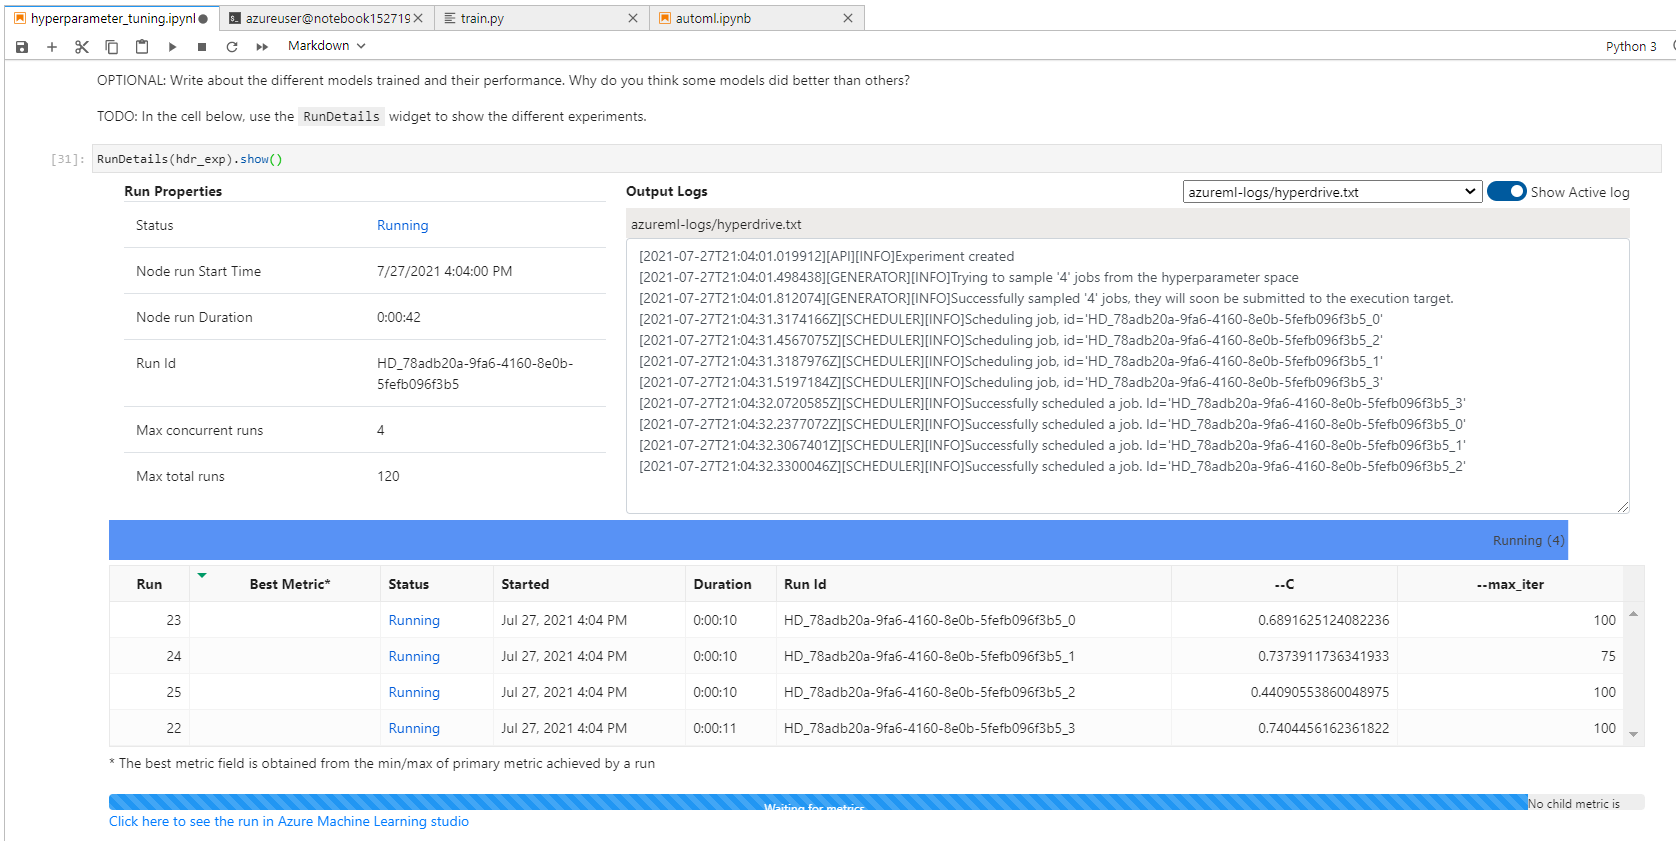 hyperparameter_tuning.ipynl
azureuser@notebook152719
train.py
automl.ipynb
Markdown
Python 3
OPTIONAL: Write about the different models trained and their performance. Why do you think some models did better than others?
TODO: In the cell below, use the RunDetails widget to show the different experiments.
[31]: RunDetails(hdr_exp).show()
Run Properties
Status Running
Node run Start Time 7/27/2021 4:04:00 PM
Node run Duration 0:00:42
Run Id HD_78adb20a-9fa6-4160-8e0b-
5fefb096f3b5
Max concurrent runs 4
Max total runs 120
Output Logs
azureml-logs/hyperdrive.txt
Show Active log
azureml-logs/hyperdrive.txt
[2021-07-27T21:04:01.019912][API][INFO]Experiment created
[2021-07-27T21:04:01.498438][GENERATOR][INFO]Trying to sample '4' jobs from the hyperparameter space
[2021-07-27T21:04:01.812074][GENERATOR][INFO]Successfully sampled '4' jobs, they will soon be submitted to the execution target.
[2021-07-27T21:04:31.3174166Z][SCHEDULER][INFO]Scheduling job, id='HD_78adb20a-9fa6-4160-8e0b-5fefb096f3b5_0'
[2021-07-27T21:04:31.4567075Z][SCHEDULER][INFO]Scheduling job, id='HD_78adb20a-9fa6-4160-8e0b-5fefb096f3b5_2'
[2021-07-27T21:04:31.3187976Z][SCHEDULER][INFO]Scheduling job, id='HD_78adb20a-9fa6-4160-8e0b-5fefb096f3b5_1'
[2021-07-27T21:04:31.5197184Z][SCHEDULER][INFO]Scheduling job, id='HD_78adb20a-9fa6-4160-8e0b-5fefb096f3b5_3'
[2021-07-27T21:04:32.0720585Z][SCHEDULER][INFO]Successfully scheduled a job. Id='HD_78adb20a-9fa6-4160-8e0b-5fefb096f3b5_3'
[2021-07-27T21:04:32.2377072Z][SCHEDULER][INFO]Successfully scheduled a job. Id='HD_78adb20a-9fa6-4160-8e0b-5fefb096f3b5_0'
[2021-07-27T21:04:32.3067401Z][SCHEDULER][INFO]Successfully scheduled a job. Id='HD_78adb20a-9fa6-4160-8e0b-5fefb096f3b5_1'
[2021-07-27T21:04:32.3300046Z][SCHEDULER][INFO]Successfully scheduled a job. Id='HD_78adb20a-9fa6-4160-8e0b-5fefb096f3b5_2'
Running (4)
Run Best Metric* Status Started Duration Run Id --C --max_iter
23 Running Jul 27, 2021 4:04 PM 0:00:10 HD_78adb20a-9fa6-4160-8e0b-5fefb096f3b5_0 0.6891625124082236 100
24 Running Jul 27, 2021 4:04 PM 0:00:10 HD_78adb20a-9fa6-4160-8e0b-5fefb096f3b5_1 0.7373911736341933 75
25 Running Jul 27, 2021 4:04 PM 0:00:10 HD_78adb20a-9fa6-4160-8e0b-5fefb096f3b5_2 0.44090553860048975 100
22 Running Jul 27, 2021 4:04 PM 0:00:11 HD_78adb20a-9fa6-4160-8e0b-5fefb096f3b5_3 0.7404456162361822 100
* The best metric field is obtained from the min/max of primary metric achieved by a run
Waiting for metrics
No child metric is
Click here to see the run in Azure Machine Learning studio